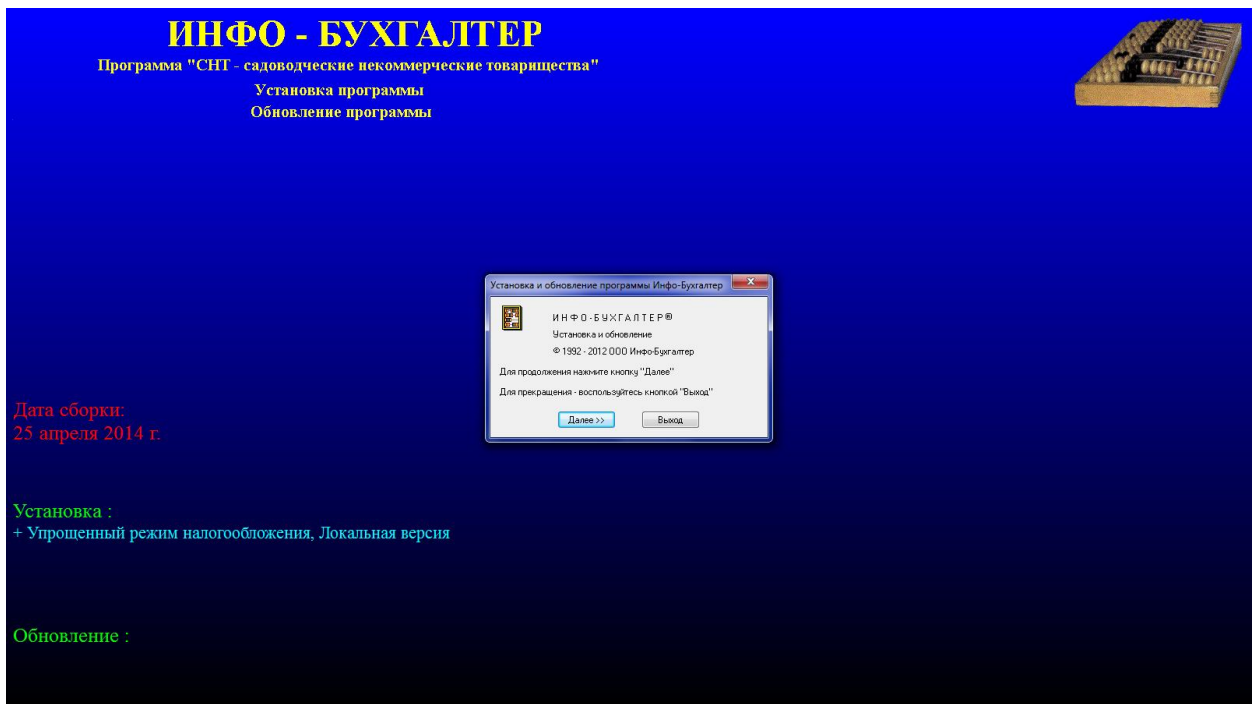 ИНФО - БУХГАЛТЕР
Программа "СНТ - садоводческие некоммерческие товарищества"
Установка программы
Обновление программы
Установка и обновление программы Инфо-Бухгалтер
ИНФО-БУХГАЛТЕР®
Установка и обновление
© 1992 - 2012 ООО Инфо-Бухгалтер
Для продолжения нажмите кнопку "Далее"
Для прекращения - воспользуйтесь кнопкой "Выход"
Далее >> Выход
Дата сборки:
25 апреля 2014 г.
Установка :
+ Упрощенный режим налогообложения, Локальная версия
Обновление :